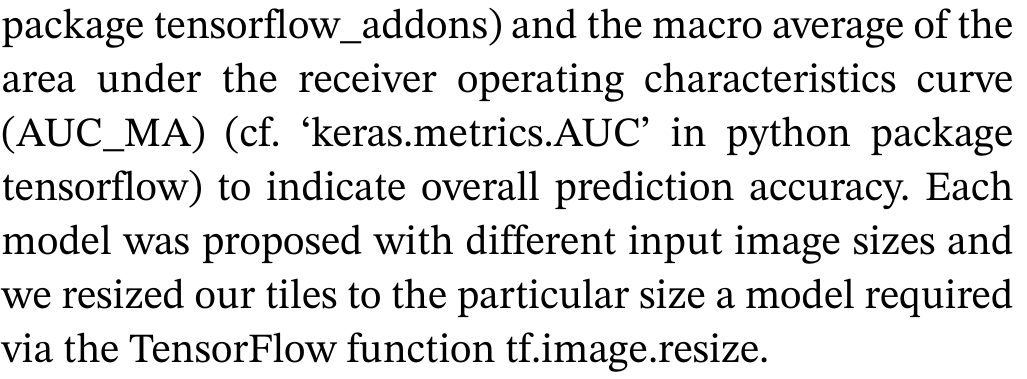 package tensorflow_addons) and the macro average of the
area under the receiver operating characteristics curve
(AUC_MA) (cf. ‘keras.metrics.AUC’ in python package
tensorflow) to indicate overall prediction accuracy. Each
model was proposed with different input image sizes and
we resized our tiles to the particular size a model required
via the TensorFlow function tf.image.resize.